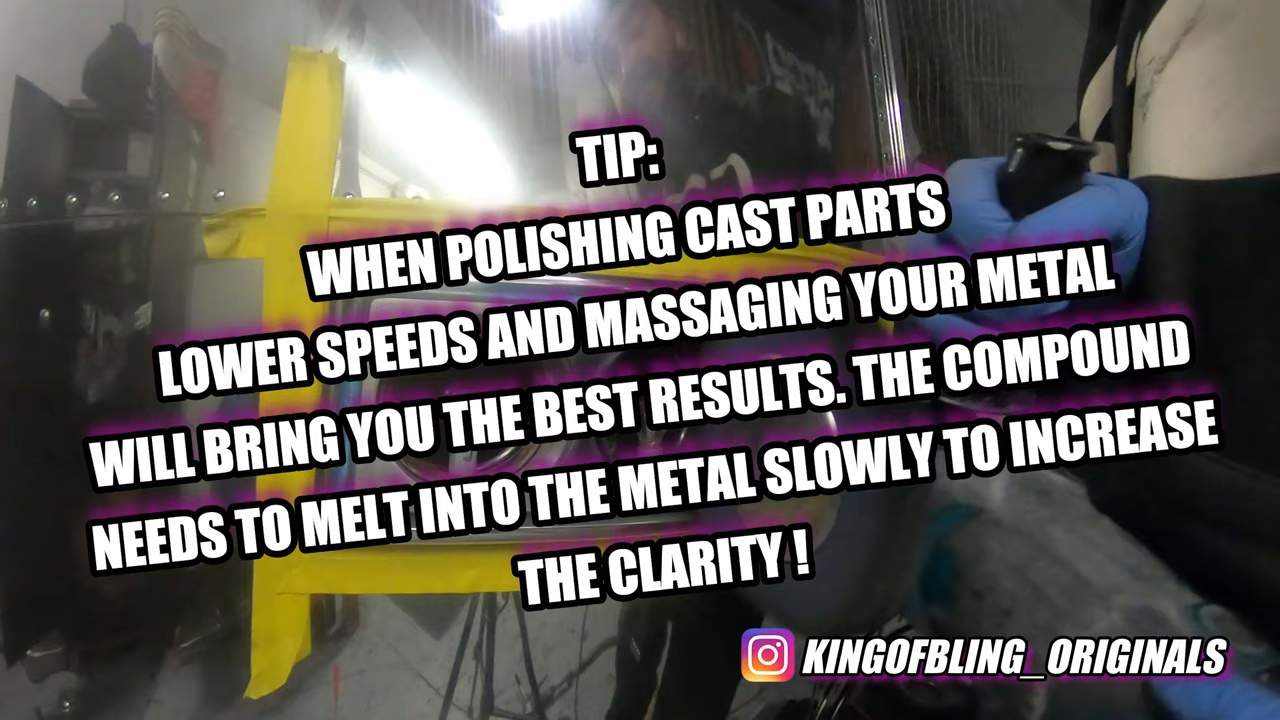 TIP:
WHEN POLISHING CAST PARTS
LOWER SPEEDS AND MASSAGING YOUR METAL
WILL BRING YOU THE BEST RESULTS. THE COMPOUND
NEEDS TO MELT INTO THE METAL SLOWLY TO INCREASE
THE CLARITY !
KINGOFBLING_ORIGINALS